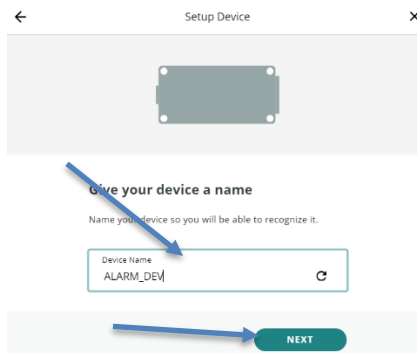 Setup Device
Give your device a name
Name your device so you will be able to recognize it.
Device Name
ALARM_DEV
NEXT